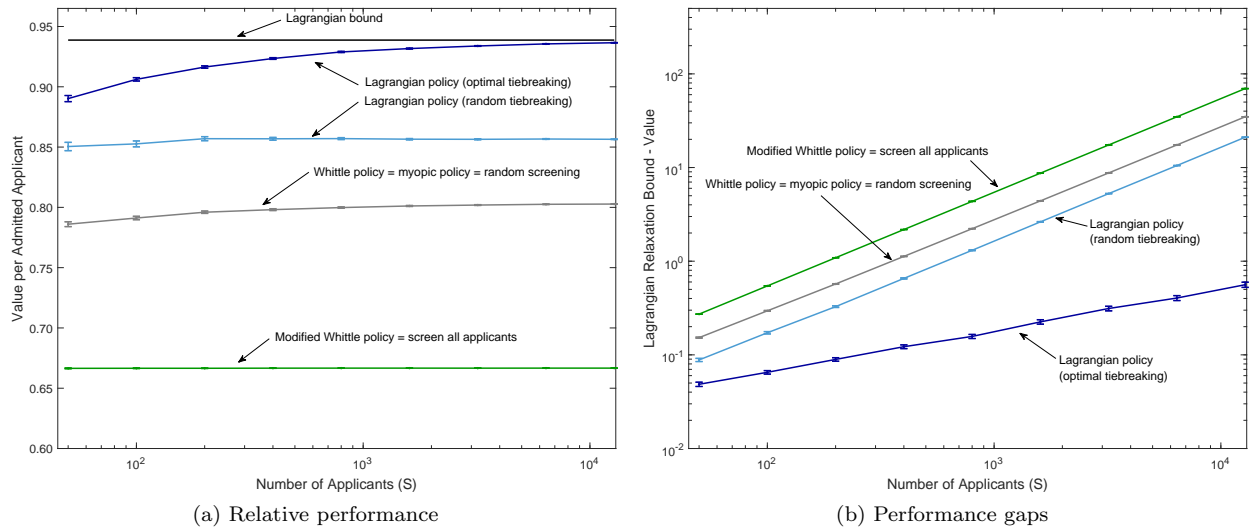 0.95
0.90
0.85
0.80
0.75
0.70
0.65
0.60
Value per Admitted Applicant
Lagrangian bound
Lagrangian policy (optimal tiebreaking)
Lagrangian policy (random tiebreaking)
Whittle policy = myopic policy = random screening
Modified Whittle policy = screen all applicants
10²
10³
10⁴
Number of Applicants (S)
(a) Relative performance
10²
10¹
10⁰
10⁻¹
10⁻²
Lagrangian Relaxation Bound - Value
Modified Whittle policy = screen all applicants
Whittle policy = myopic policy = random screening
Lagrangian policy
(random tiebreaking)
Lagrangian policy
(optimal tiebreaking)
10²
10³
10⁴
Number of Applicants (S)
(b) Performance gaps